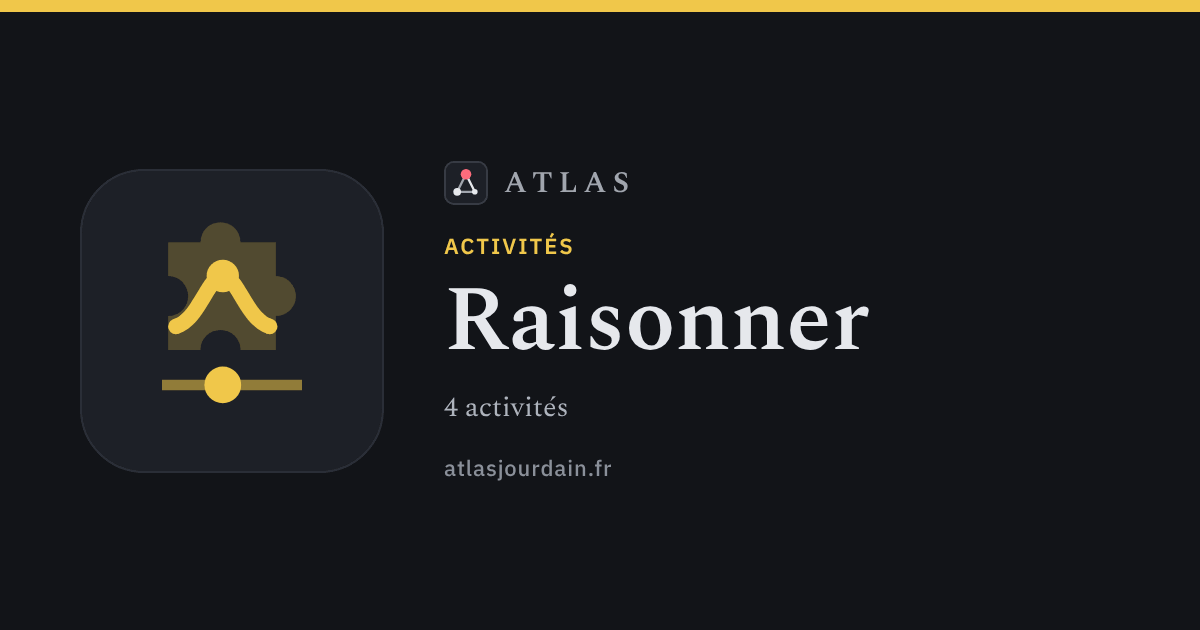 ATLAS
ACTIVITÉS
Raisonner
4 activités
atlasjourdain.fr